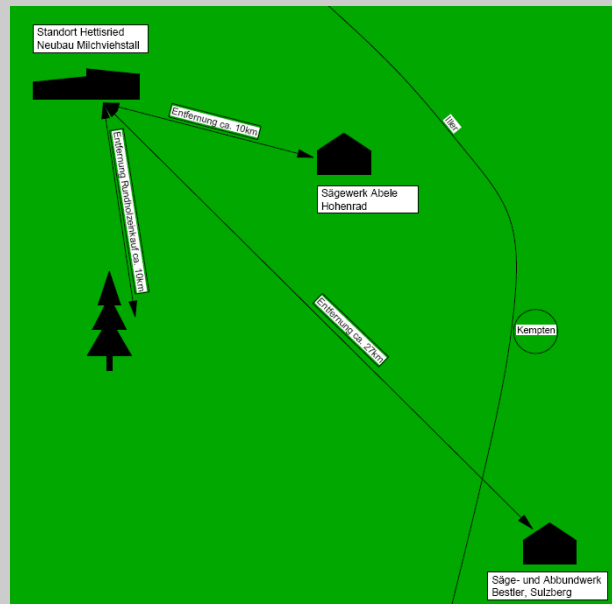 Standort Hettisried
Neubau Milchviehstall
Iller
Entfernung ca. 10km
Entfernung Rundholzeinkauf ca. 10km
Sägewerk Abele
Hohenrad
Entfernung ca. 27km
Kempten
Säge- und Abbundwerk
Bestler, Sulzberg